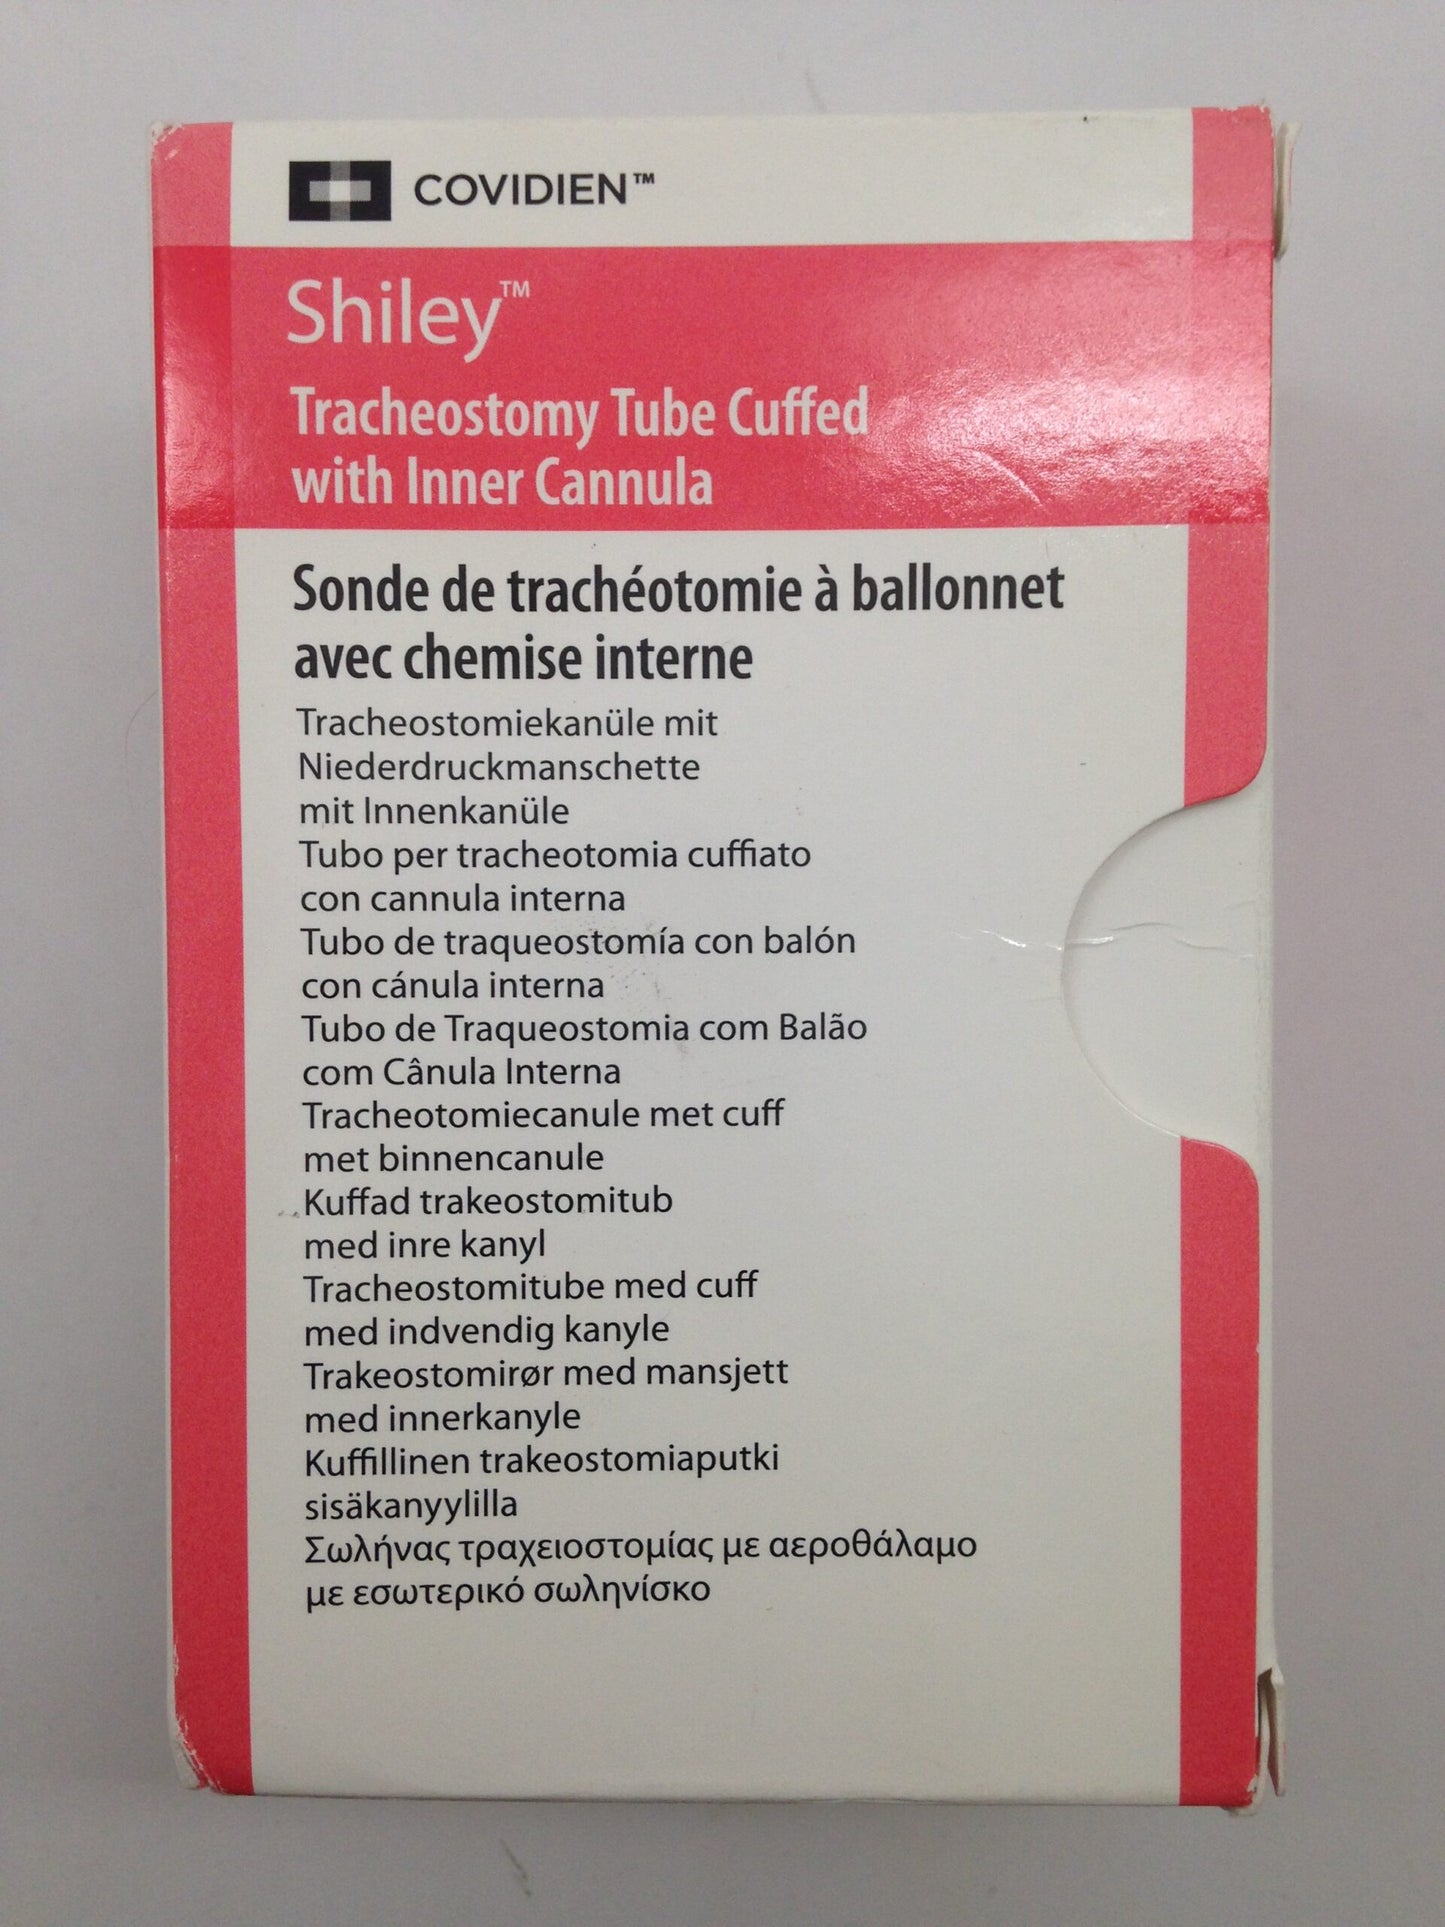 COVIDIEN™
Shiley™
Tracheostomy Tube Cuffed
with Inner Cannula
Sonde de trachéotomie à ballonnet
avec chemise interne
Tracheostomiekanüle mit
Niederdruckmanschette
mit Innenkanüle
Tubo per tracheotomia cuffiato
con cannula interna
Tubo de traqueostomía con balón
con cánula interna
Tubo de Traqueostomia com Balão
com Cânula Interna
Tracheotomiecanule met cuff
met binnencanule
Kuffad trakeostomitub
med inre kanyl
Tracheostomitube med cuff
med indvendig kanyle
Trakeostomirør med mansjett
med innerkanyle
Kuffillinen trakeostomiaputki
sisäkanyylilla
Σωλήνας τραχειοστομίας με αεροθάλαμο
με εσωτερικό σωληνίσκο